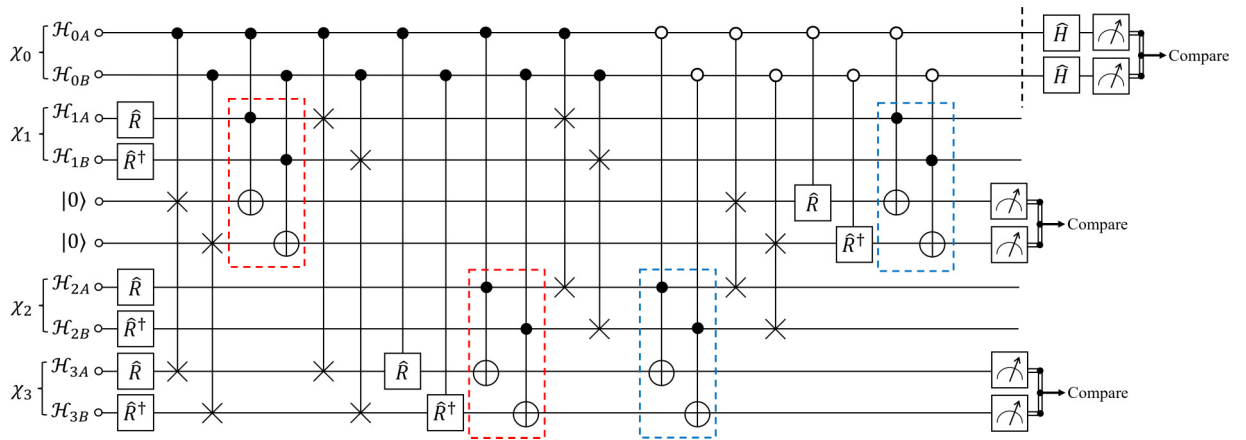 χ₀ ℋ₀A Ĥ Compare
ℋ₀B Ĥ
χ₁ ℋ₁A R̂
ℋ₁B R̂†
|0⟩ R̂ Compare
|0⟩ R̂†
χ₂ ℋ₂A R̂
ℋ₂B R̂†
χ₃ ℋ₃A R̂ R̂ Compare
ℋ₃B R̂† R̂†